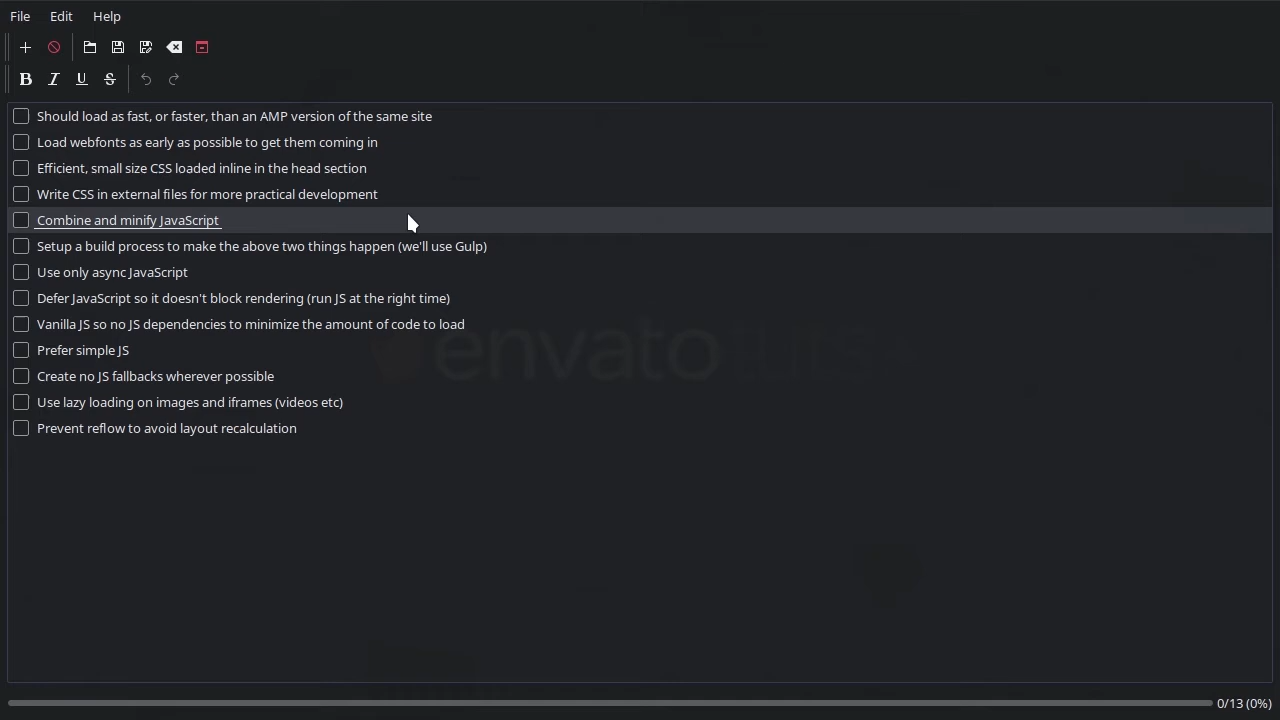 File Edit Help
B I U S
Should load as fast, or faster, than an AMP version of the same site
Load webfonts as early as possible to get them coming in
Efficient, small size CSS loaded inline in the head section
Write CSS in external files for more practical development
Combine and minify JavaScript
Setup a build process to make the above two things happen (we'll use Gulp)
Use only async JavaScript
Defer JavaScript so it doesn't block rendering (run JS at the right time)
Vanilla JS so no JS dependencies to minimize the amount of code to load
envato tuts+
Prefer simple JS
Create no JS fallbacks wherever possible
Use lazy loading on images and iframes (videos etc)
Prevent reflow to avoid layout recalculation
0/13 (0%)